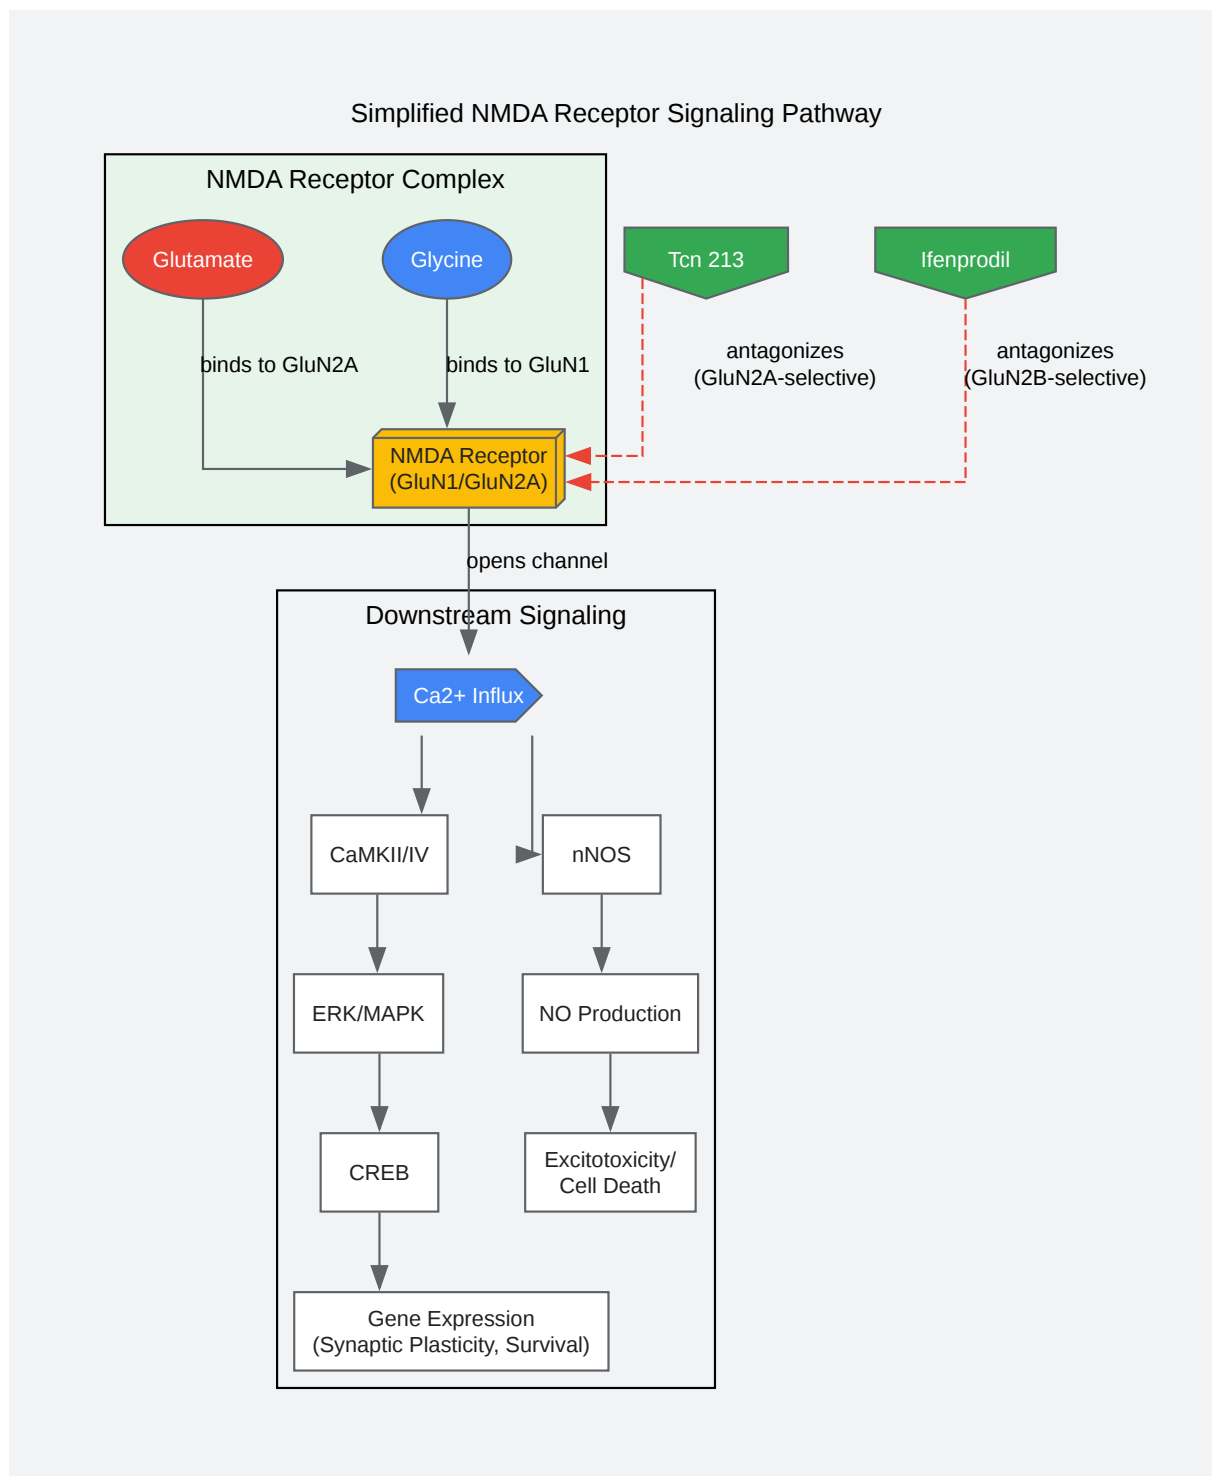 Simplified NMDA Receptor Signaling Pathway
NMDA Receptor Complex
Glutamate
Glycine
Tcn 213
Ifenprodil
binds to GluN2A
binds to GluN1
antagonizes
(GluN2A-selective)
antagonizes
(GluN2B-selective)
NMDA Receptor
(GluN1/GluN2A)
opens channel
Downstream Signaling
Ca2+ Influx
CaMKII/IV
nNOS
ERK/MAPK
NO Production
CREB
Excitotoxicity/
Cell Death
Gene Expression
(Synaptic Plasticity, Survival)